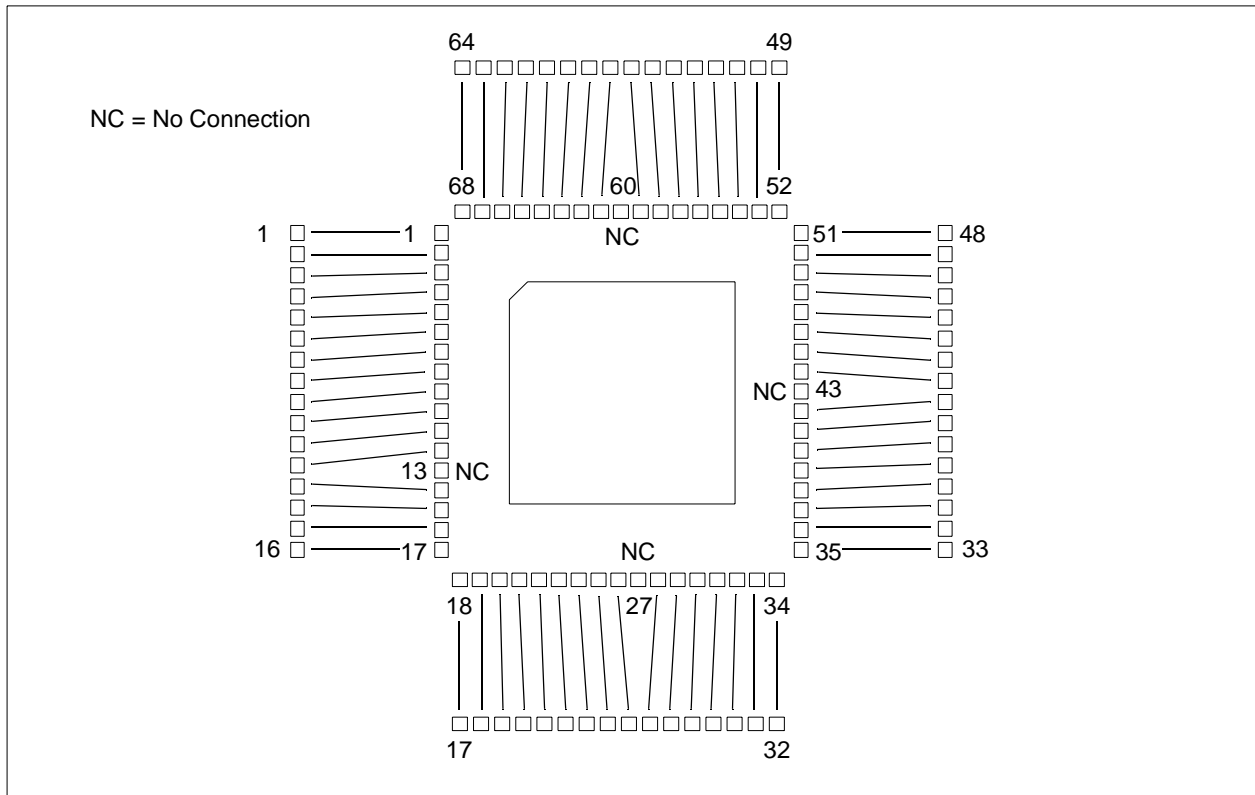 64 49
NC = No Connection
68 60 52
1 1 NC 51 48
NC 43
13 NC
16 17 NC 35 33
18 27 34
17 32